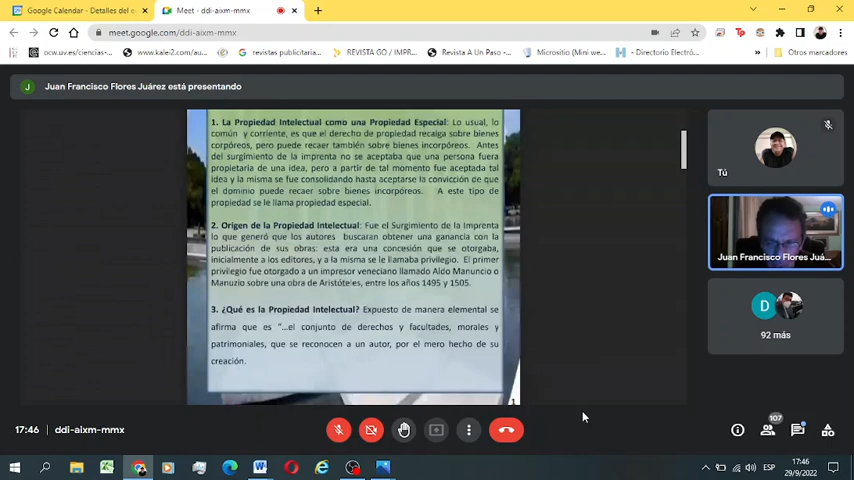 Google Calendar - Detalles del e
Meet - ddi-aixm-mmx
meet.google.com/ddi-aixm-mmx
ocw.uv.es/ciencias-...
www.kalei2.com/au...
revistas publicitaria...
REVISTA GO / IMPR...
Revista A Un Paso -...
Micrositio (Mini we...
- Directorio Electró...
Otros marcadores
J Juan Francisco Flores Juárez está presentando
1. La Propiedad Intelectual como una Propiedad Especial: Lo usual, lo
común y corriente, es que el derecho de propiedad recaiga sobre bienes
corpóreos, pero puede recaer también sobre bienes incorpóreos. Antes
del surgimiento de la imprenta no se aceptaba que una persona fuera
propietaria de una idea, pero a partir de tal momento fue aceptada tal
idea y la misma se fue consolidando hasta aceptarse la convicción de que
el dominio puede recaer sobre bienes incorpóreos. A este tipo de
propiedad se le llama propiedad especial.
2. Origen de la Propiedad Intelectual: Fue el Surgimiento de la Imprenta
lo que generó que los autores buscaran obtener una ganancia con la
publicación de sus obras: esta era una concesión que se otorgaba,
inicialmente a los editores, y a la misma se le llamaba privilegio. El primer
privilegio fue otorgado a un impresor veneciano llamado Aldo Manuncio o
Manuzio sobre una obra de Aristóteles, entre los años 1495 y 1505.
3. ¿Qué es la Propiedad Intelectual? Expuesto de manera elemental se
afirma que es "...el conjunto de derechos y facultades, morales y
patrimoniales, que se reconocen a un autor, por el mero hecho de su
creación.
1
Tú
Juan Francisco Flores Juá...
D
92 más
17:46 ddi-aixm-mmx
107
ESP
17:46
29/9/2022